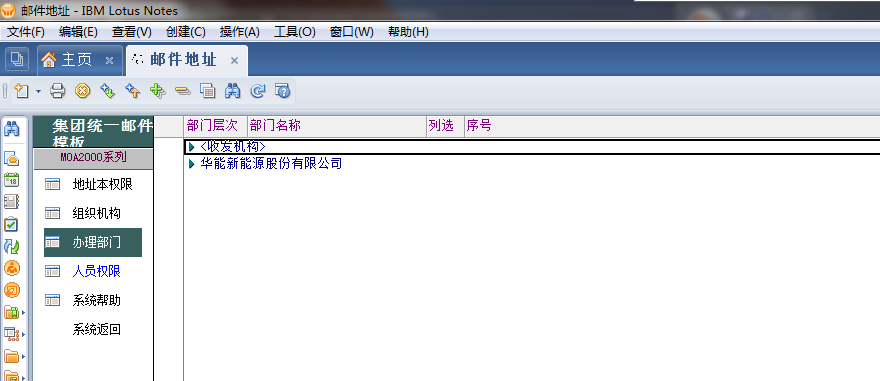 邮件地址 - IBM Lotus Notes
文件(F) 编辑(E) 查看(V) 创建(C) 操作(A) 工具(O) 窗口(W) 帮助(H)
主页 邮件地址
集团统一邮件
模板
部门层次 部门名称 列选 序号
<收发机构>
MOA2000系列
华能新能源股份有限公司
地址本权限
组织机构
办理部门
人员权限
系统帮助
系统返回